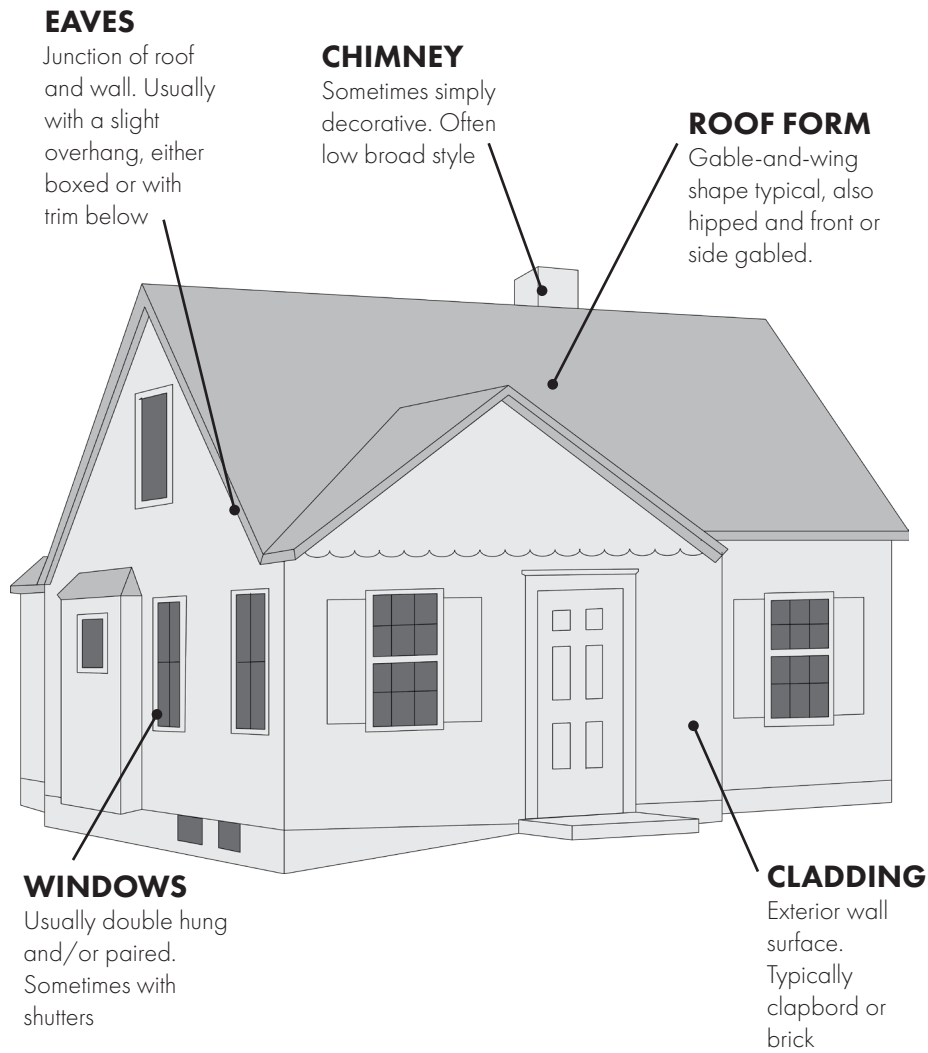 EAVES
Junction of roof
and wall. Usually
with a slight
overhang, either
boxed or with
trim below
CHIMNEY
Sometimes simply
decorative. Often
low broad style
ROOF FORM
Gable-and-wing
shape typical, also
hipped and front or
side gabled.
WINDOWS
Usually double hung
and/or paired.
Sometimes with
shutters
CLADDING
Exterior wall
surface.
Typically
clapbord or
brick